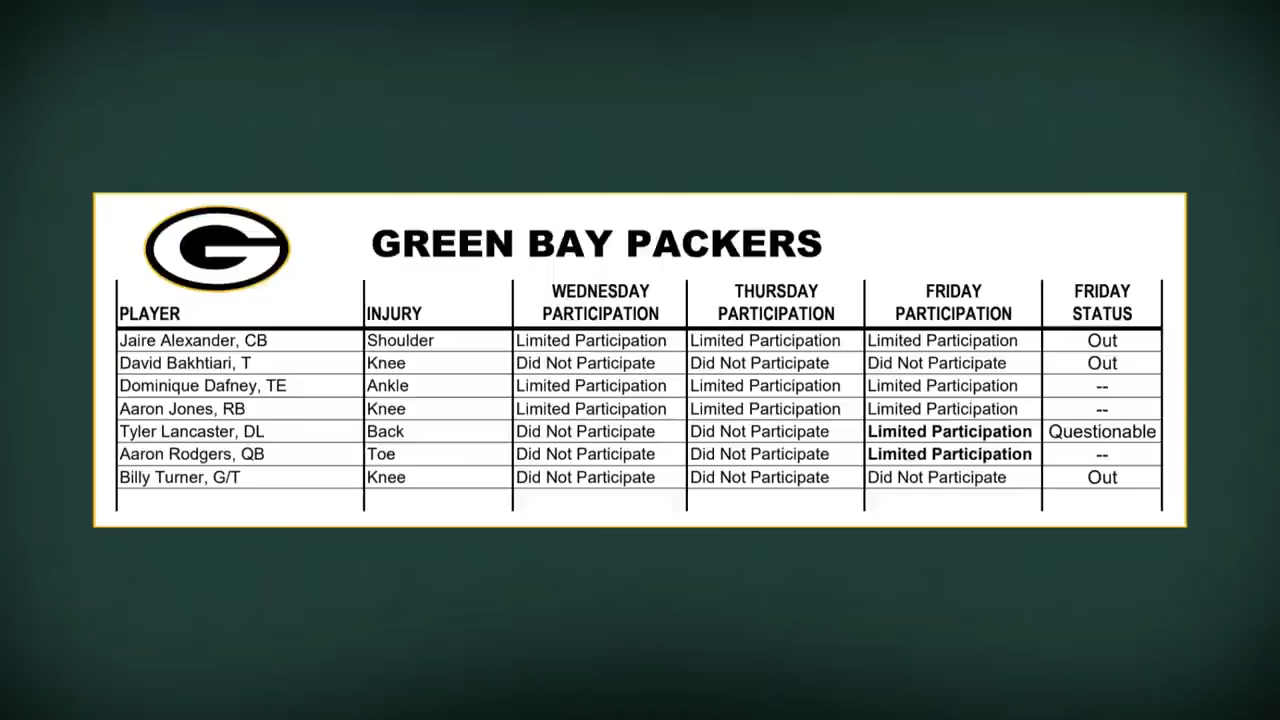 G
GREEN BAY PACKERS
PLAYER INJURY WEDNESDAY PARTICIPATION THURSDAY PARTICIPATION FRIDAY PARTICIPATION FRIDAY STATUS
Jaire Alexander, CB Shoulder Limited Participation Limited Participation Limited Participation Out
David Bakhtiari, T Knee Did Not Participate Did Not Participate Did Not Participate Out
Dominique Dafney, TE Ankle Limited Participation Limited Participation Limited Participation --
Aaron Jones, RB Knee Limited Participation Limited Participation Limited Participation --
Tyler Lancaster, DL Back Did Not Participate Did Not Participate Limited Participation Questionable
Aaron Rodgers, QB Toe Did Not Participate Did Not Participate Limited Participation --
Billy Turner, G/T Knee Did Not Participate Did Not Participate Did Not Participate Out